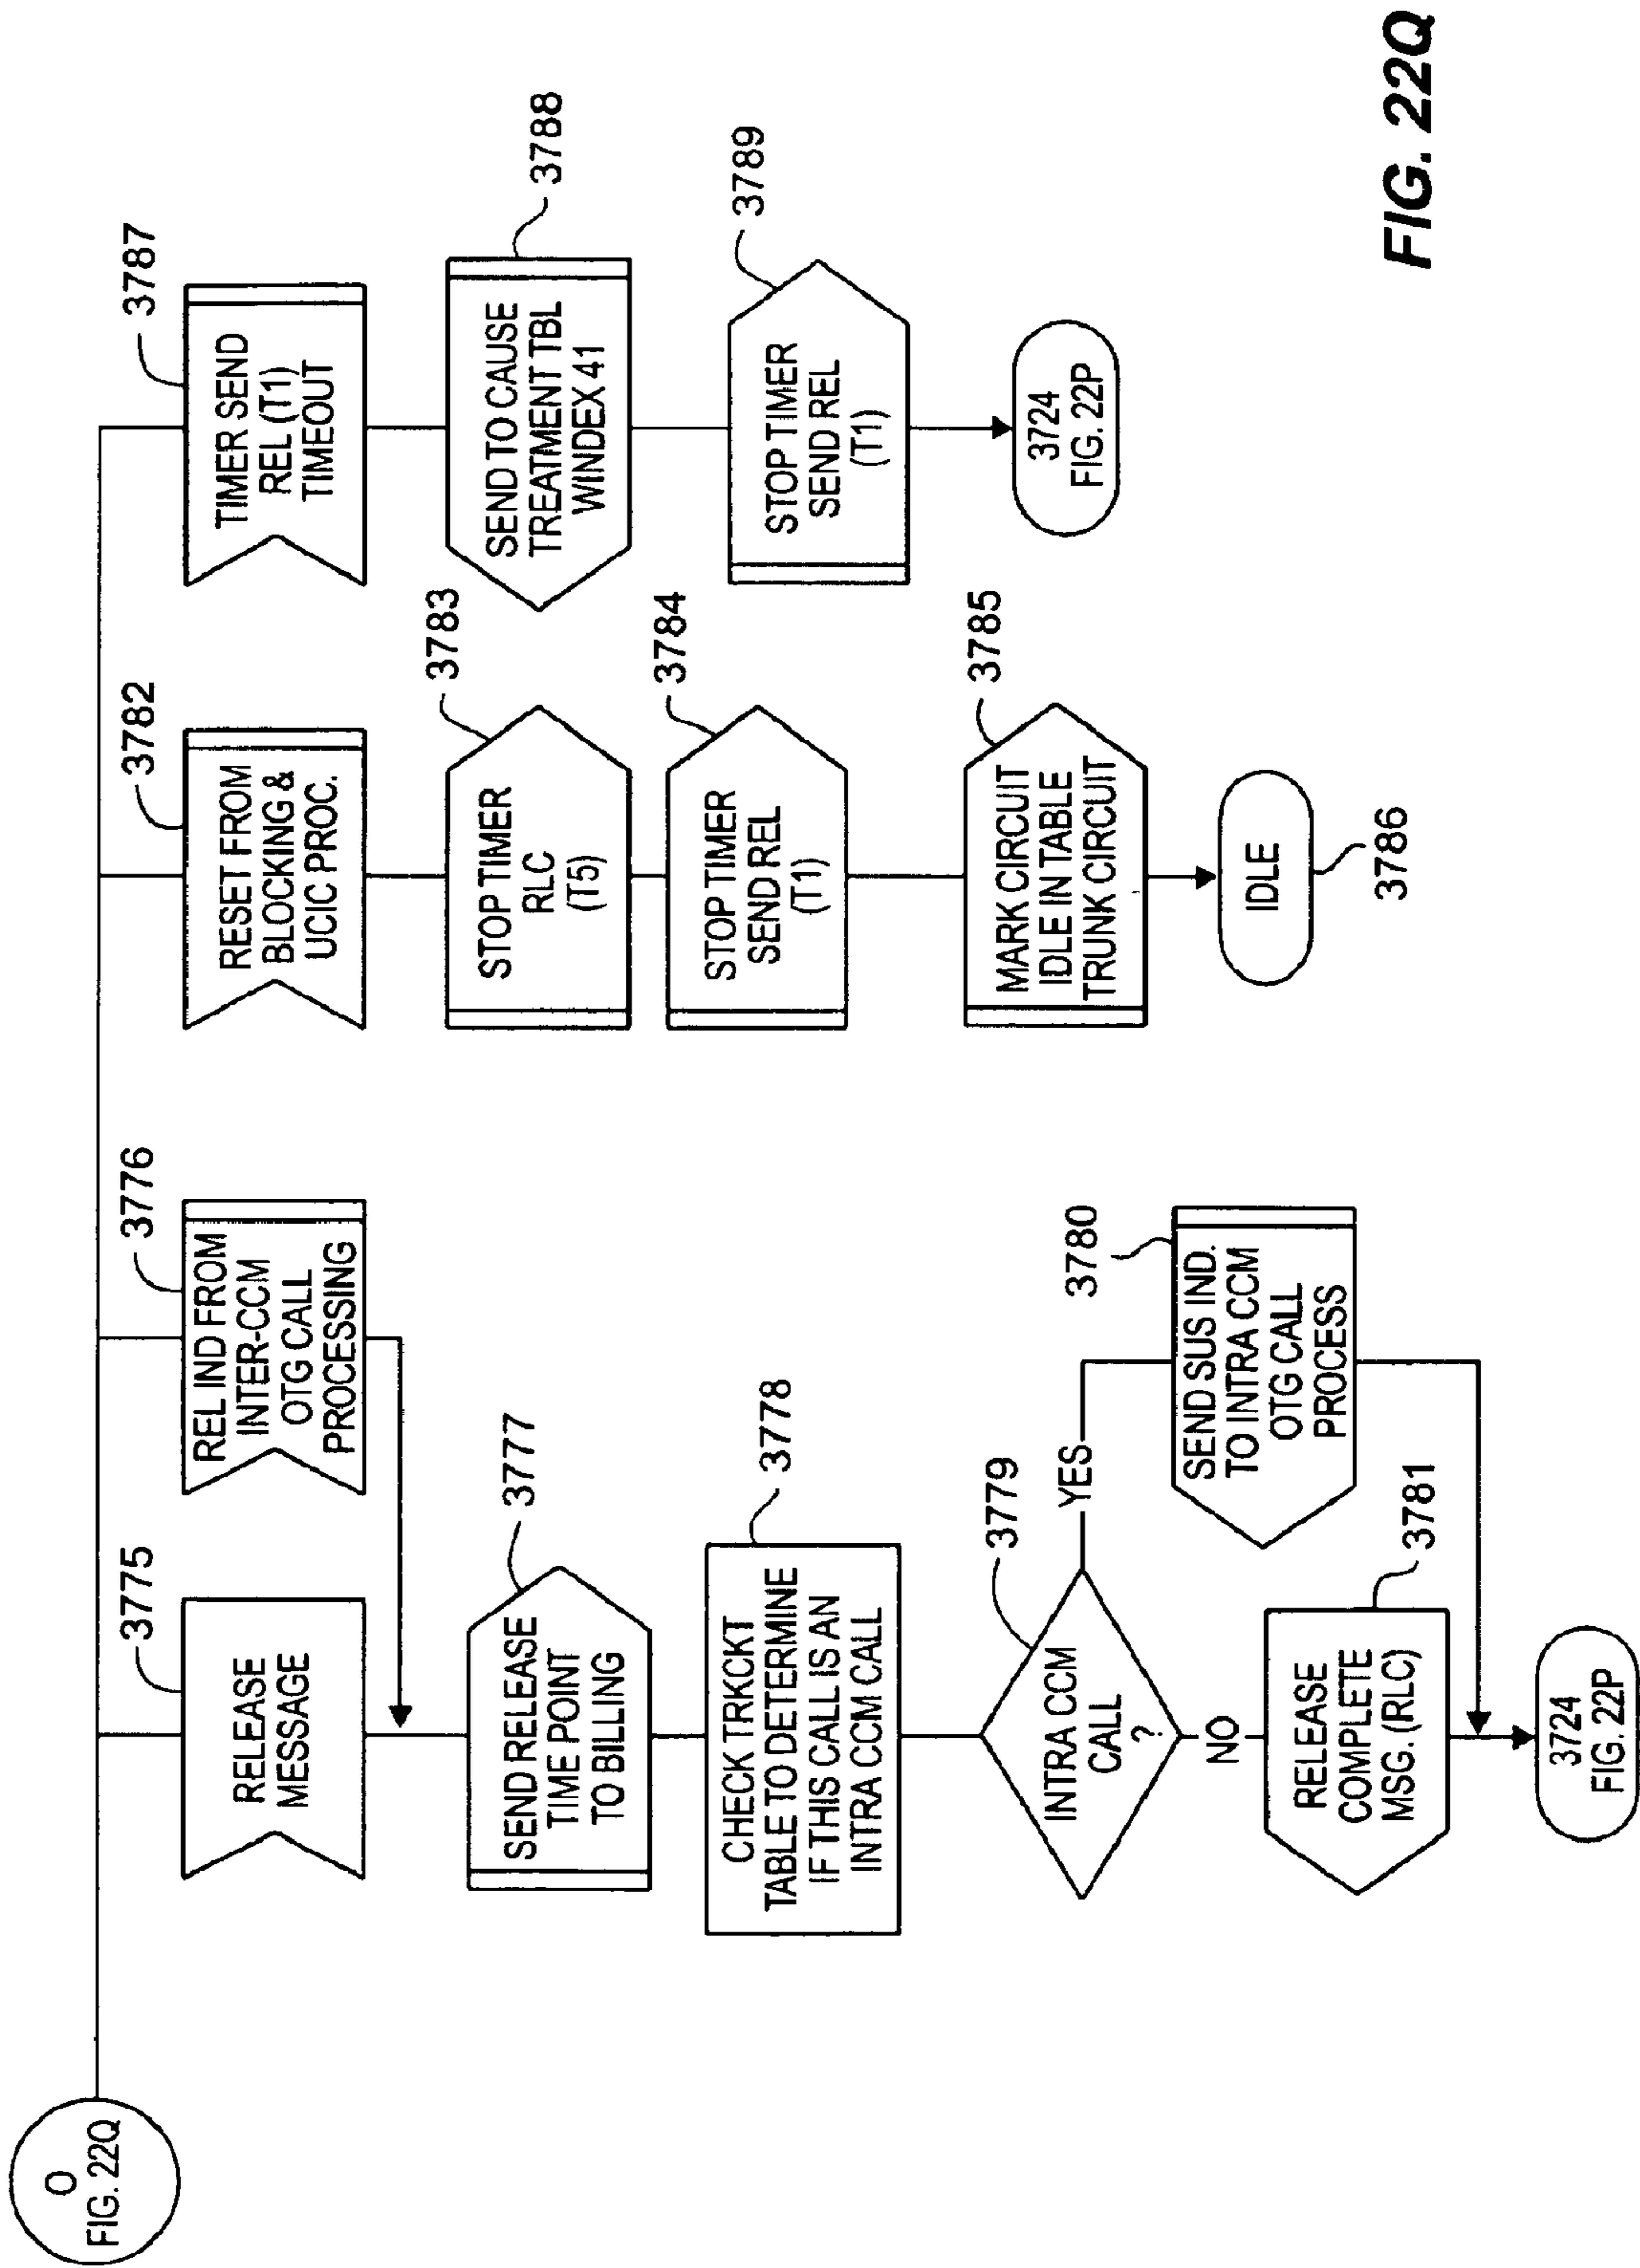 O
FIG. 22Q
3775
RELEASE
MESSAGE
3776
REL IND FROM
INTER-CCM
OTG CALL
PROCESSING
3777
SEND RELEASE
TIME POINT
TO BILLING
3778
CHECK TRKCKT
TABLE TO DETERMINE
IF THIS CALL IS AN
INTRA CCM CALL
3779
INTRA CCM
CALL
?
YES
NO
3780
SEND SUS IND.
TO INTRA CCM
OTG CALL
PROCESS
3781
RELEASE
COMPLETE
MSG. (RLC)
3724
FIG. 22P
3782
RESET FROM
BLOCKING &
UCIC PROC.
3783
STOP TIMER
RLC
(T5)
3784
STOP TIMER
SEND REL
(T1)
3785
MARK CIRCUIT
IDLE IN TABLE
TRUNK CIRCUIT
IDLE
3786
3787
TIMER SEND
REL (T1)
TIMEOUT
3788
SEND TO CAUSE
TREATMENT TBL
WINDEX 41
3789
STOP TIMER
SEND REL
(T1)
3724
FIG. 22P
FIG. 22Q